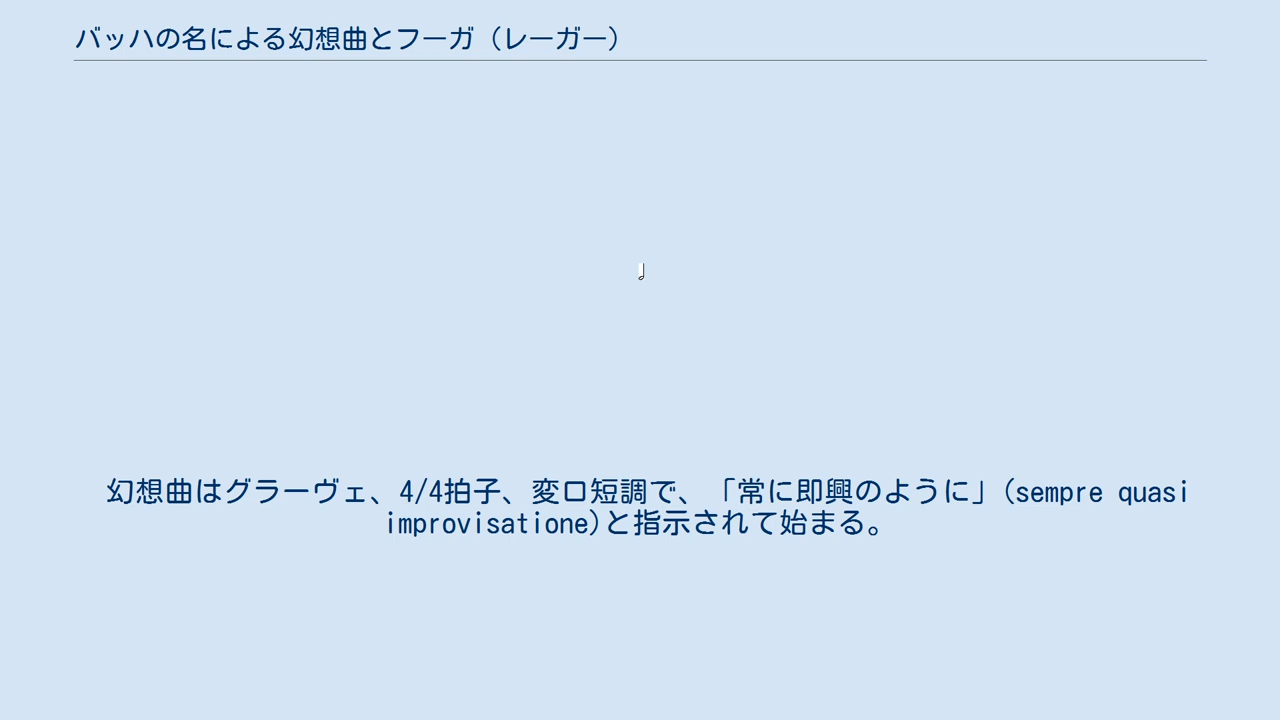 バッハの名による幻想曲とフーガ（レーガー）
幻想曲はグラーヴェ、4/4拍子、変ロ短調で、「常に即興のように」(sempre quasi
improvisatione)と指示されて始まる。